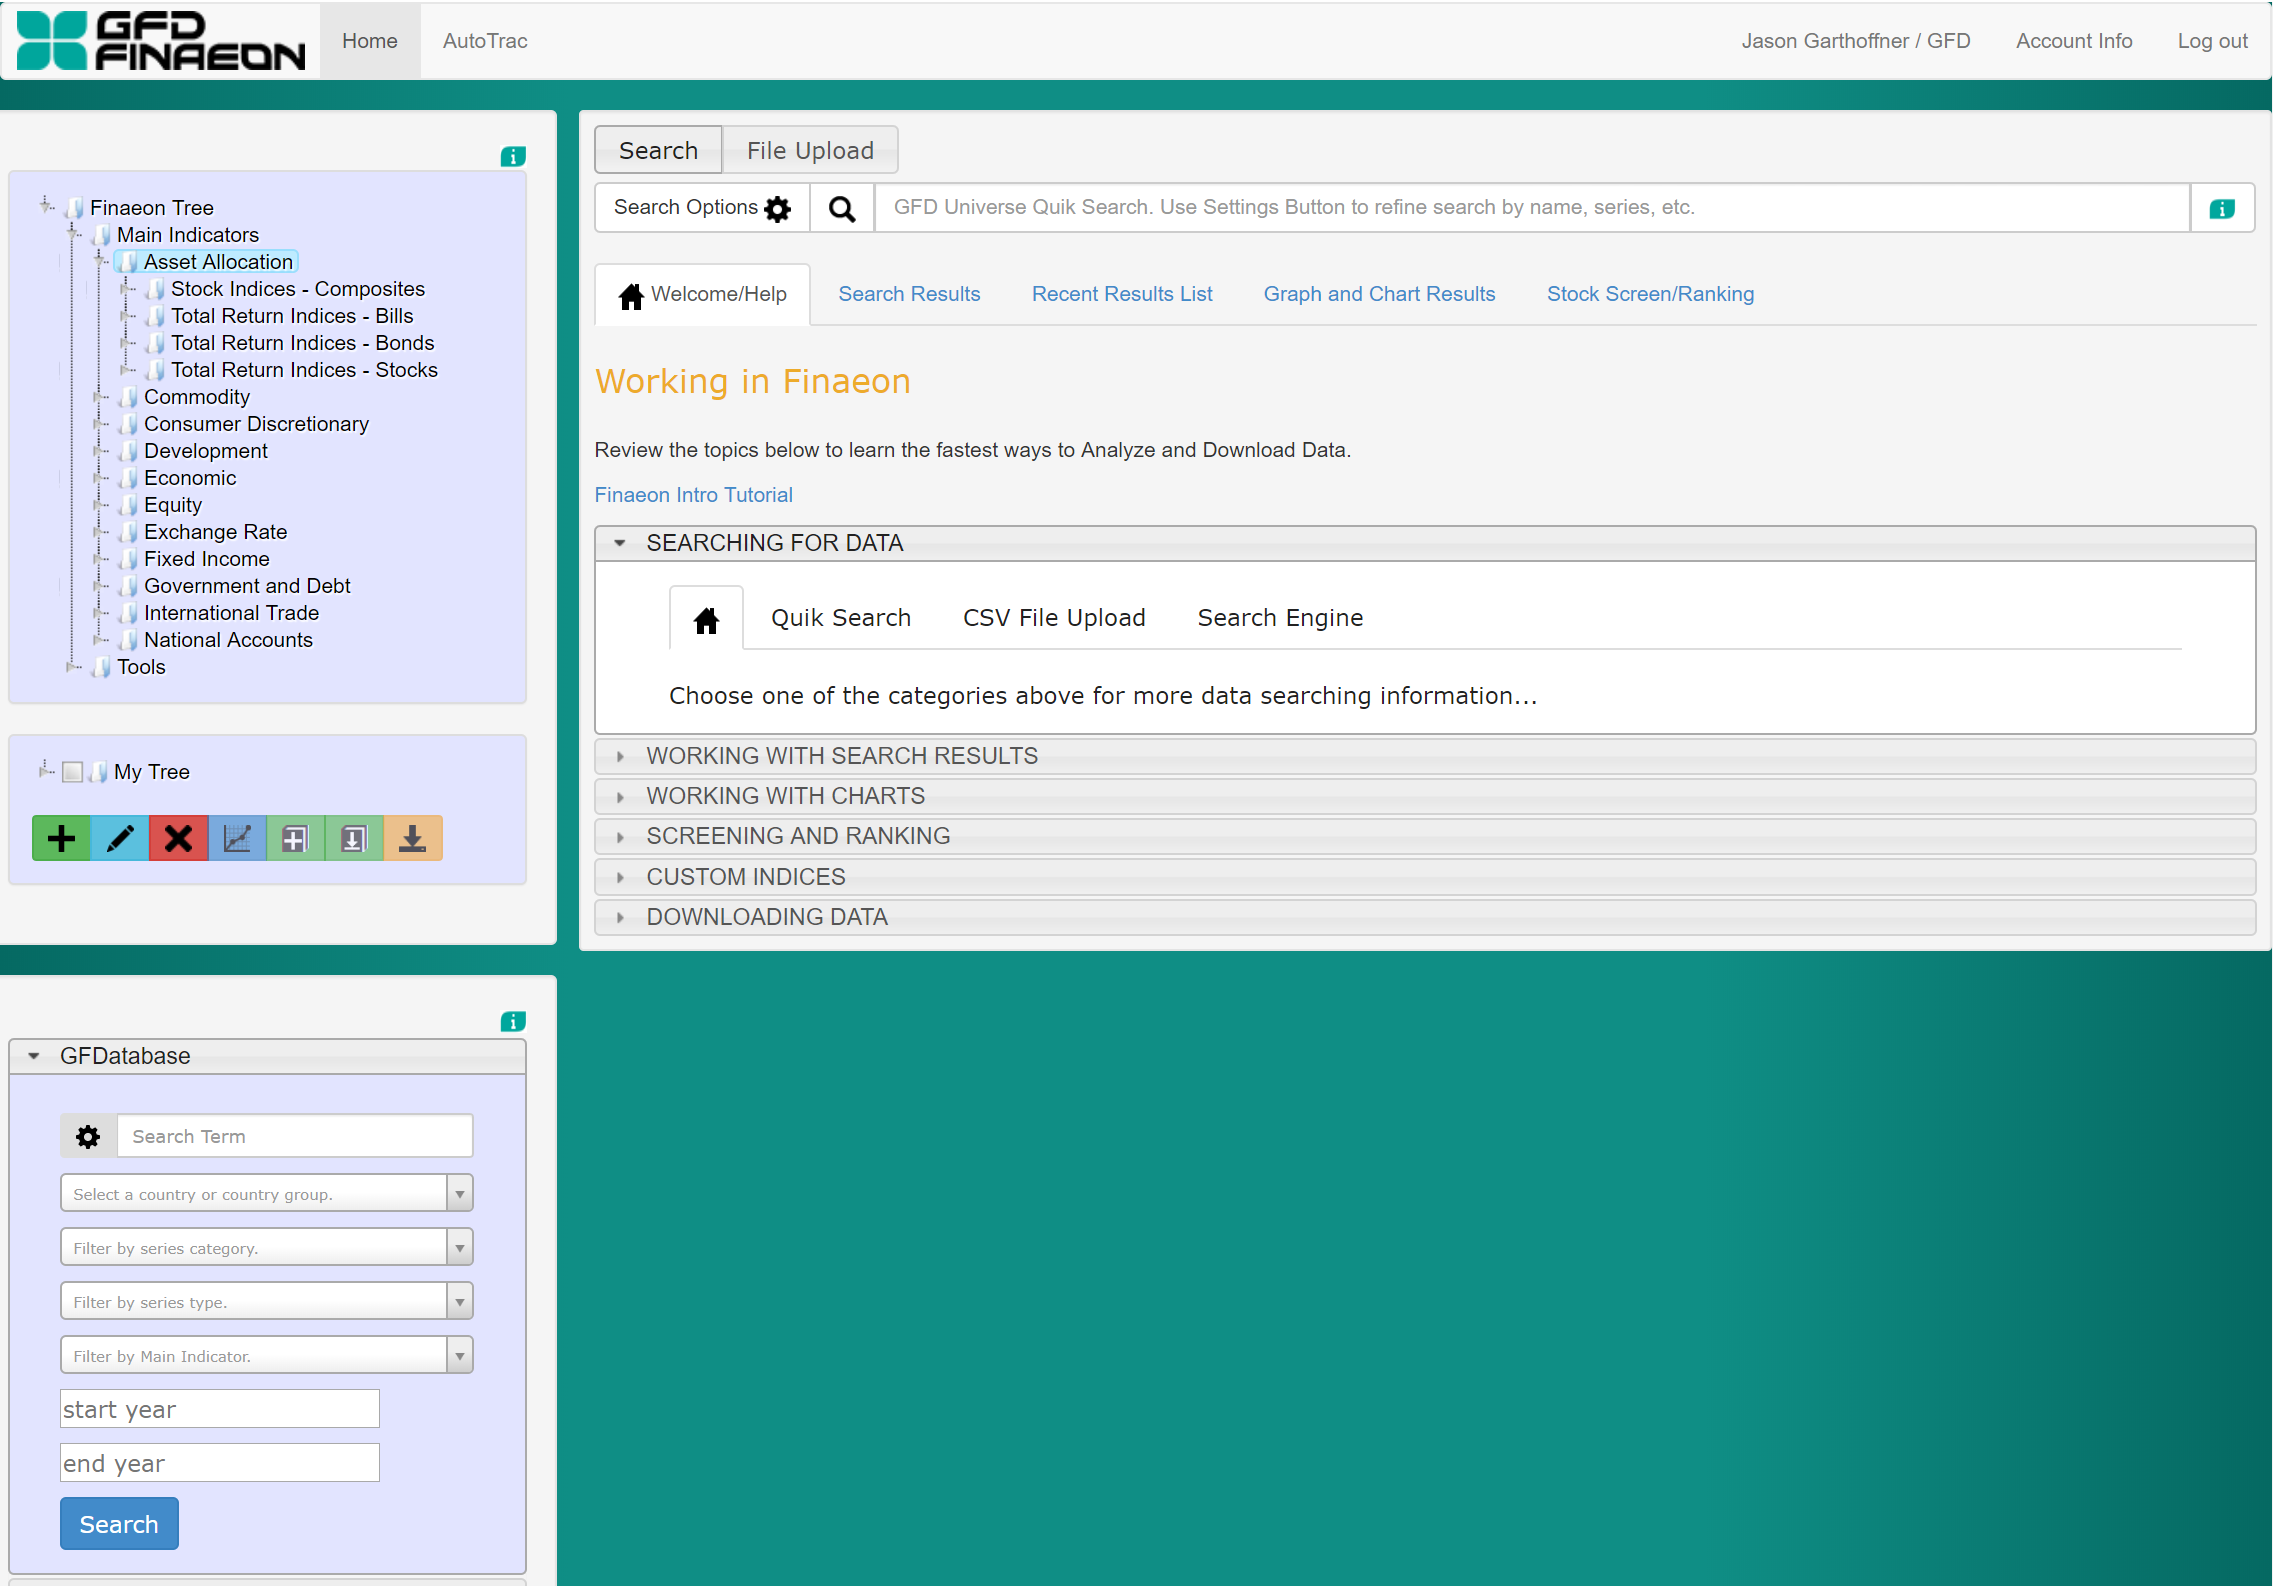 GFD
FINAEON
Home
AutoTrac
Jason Garthoffner / GFD
Account Info
Log out
Finaeon Tree
Main Indicators
Asset Allocation
Stock Indices - Composites
Total Return Indices - Bills
Total Return Indices - Bonds
Total Return Indices - Stocks
Commodity
Consumer Discretionary
Development
Economic
Equity
Exchange Rate
Fixed Income
Government and Debt
International Trade
National Accounts
Tools
My Tree
Search
File Upload
Search Options
GFD Universe Quik Search. Use Settings Button to refine search by name, series, etc.
Welcome/Help
Search Results
Recent Results List
Graph and Chart Results
Stock Screen/Ranking
Working in Finaeon
Review the topics below to learn the fastest ways to Analyze and Download Data.
Finaeon Intro Tutorial
SEARCHING FOR DATA
Quik Search
CSV File Upload
Search Engine
Choose one of the categories above for more data searching information...
WORKING WITH SEARCH RESULTS
WORKING WITH CHARTS
SCREENING AND RANKING
CUSTOM INDICES
DOWNLOADING DATA
GFDatabase
Search Term
Select a country or country group.
Filter by series category.
Filter by series type.
Filter by Main Indicator.
start year
end year
Search